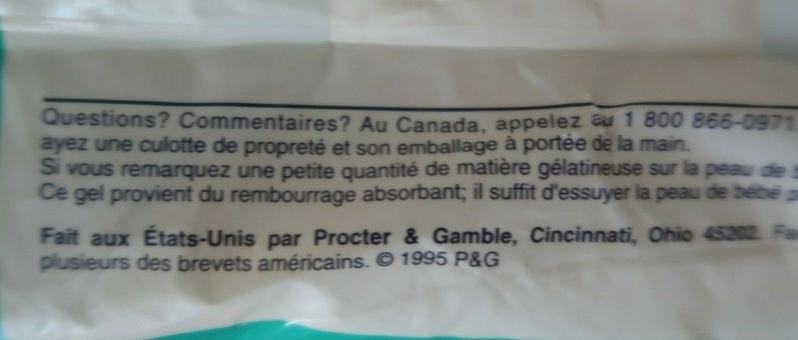 Questions? Commentaires? Au Canada, appelez au 1 800 866-0971
ayez une culotte de propreté et son emballage à portée de la main.
Si vous remarquez une petite quantité de matière gélatineuse sur la peau de
Ce gel provient du rembourrage absorbant; il suffit d'essuyer la peau de bébé
Fait aux États-Unis par Procter & Gamble, Cincinnati, Ohio 45202.
plusieurs des brevets américains. © 1995 P&G